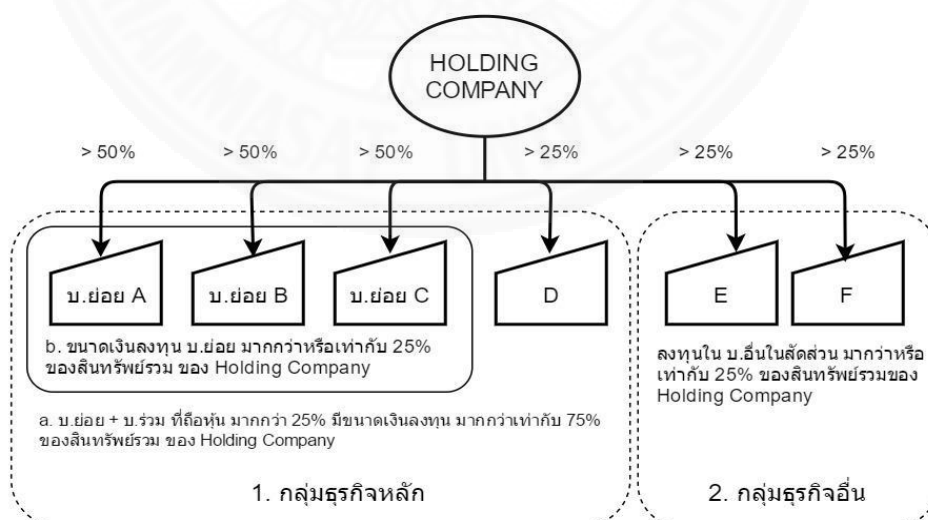 HOLDING
COMPANY
> 50%
> 50%
> 50%
> 25%
> 25%
> 25%
บ.ย่อย A
บ.ย่อย B
บ.ย่อย C
D
E
F
b. ขนาดเงินลงทุน บ.ย่อย มากกว่าหรือเท่ากับ 25%
ของสินทรัพย์รวม ของ Holding Company
a. บ.ย่อย + บ.ร่วม ที่ถือหุ้น มากกว่า 25% มีขนาดเงินลงทุน มากกว่าเท่ากับ 75%
ของสินทรัพย์รวม ของ Holding Company
1. กลุ่มธุรกิจหลัก
ลงทุนใน บ.อื่นในสัดส่วน มากว่าหรือ
เท่ากับ 25% ของสินทรัพย์รวมของ
Holding Company
2. กลุ่มธุรกิจอื่น